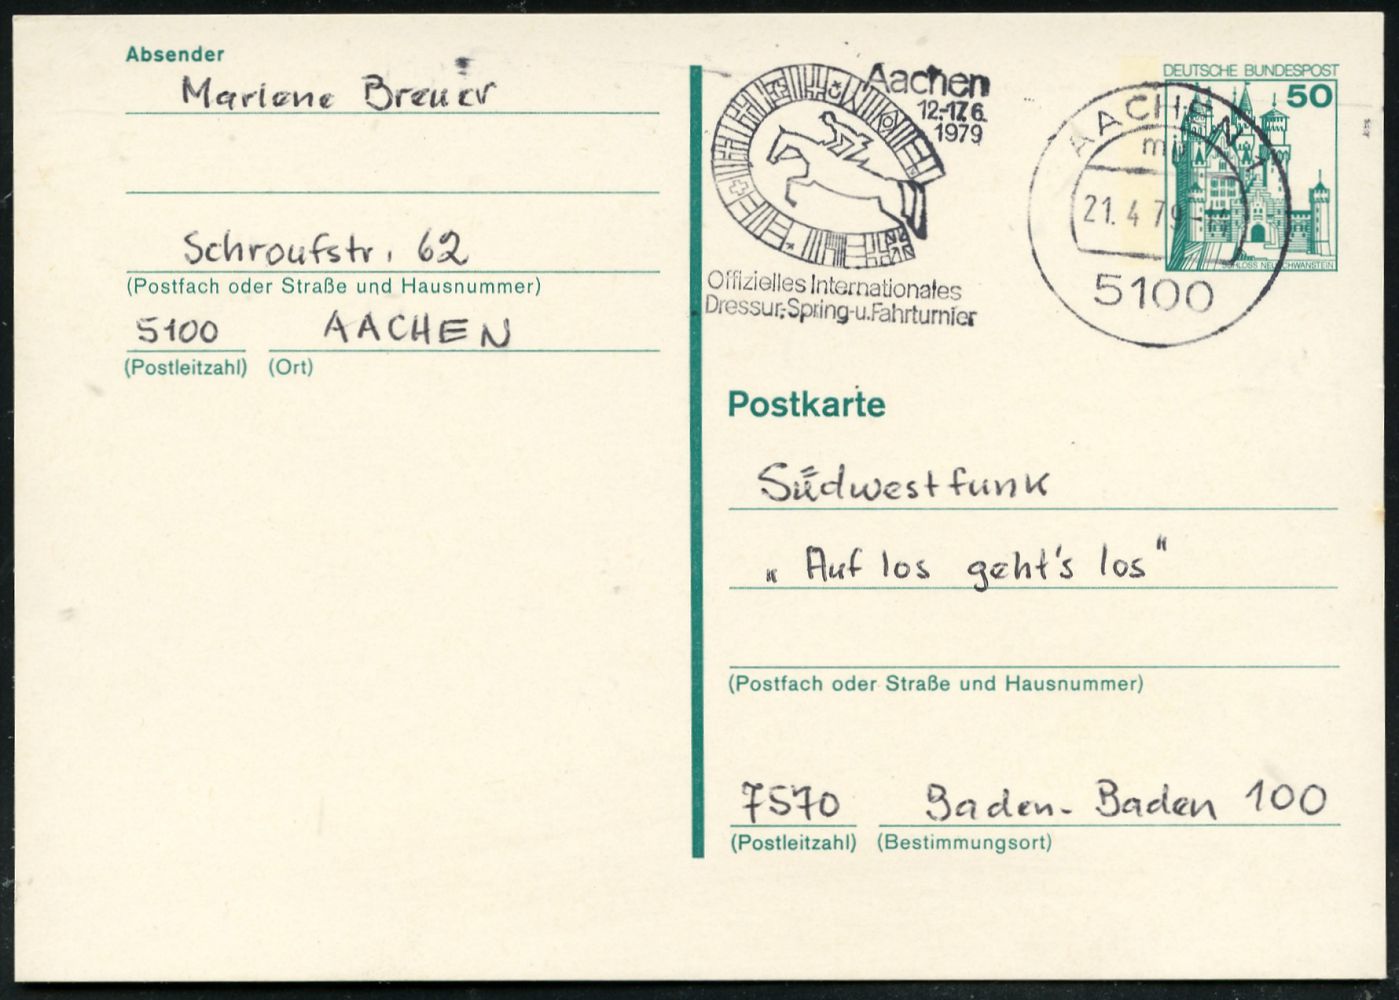 Absender
Marlene Breuer
Schroufstr. 62
(Postfach oder Straße und Hausnummer)
5100 AACHEN
(Postleitzahl) (Ort)
Aachen
12.-17.6.
1979
Offizielles Internationales
Dressur-,Spring-u.Fahrturnier
AACHEN 1
21.4.79
5100
DEUTSCHE BUNDESPOST
50
SCHLOSS NEUSCHWANSTEIN
Postkarte
Südwestfunk
„Auf los geht's los"
(Postfach oder Straße und Hausnummer)
7570 Baden-Baden 100
(Postleitzahl) (Bestimmungsort)